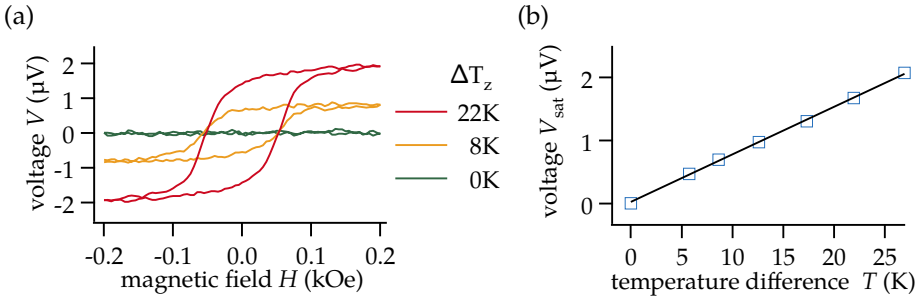 (a)
voltage V (μV)
2
1
0
-1
-2
-0.2
-0.1
0.0
0.1
0.2
magnetic field H (kOe)
ΔTz
22K
8K
0K
(b)
voltage Vsat (μV)
2
1
0
0
5
10
15
20
25
temperature difference T (K)